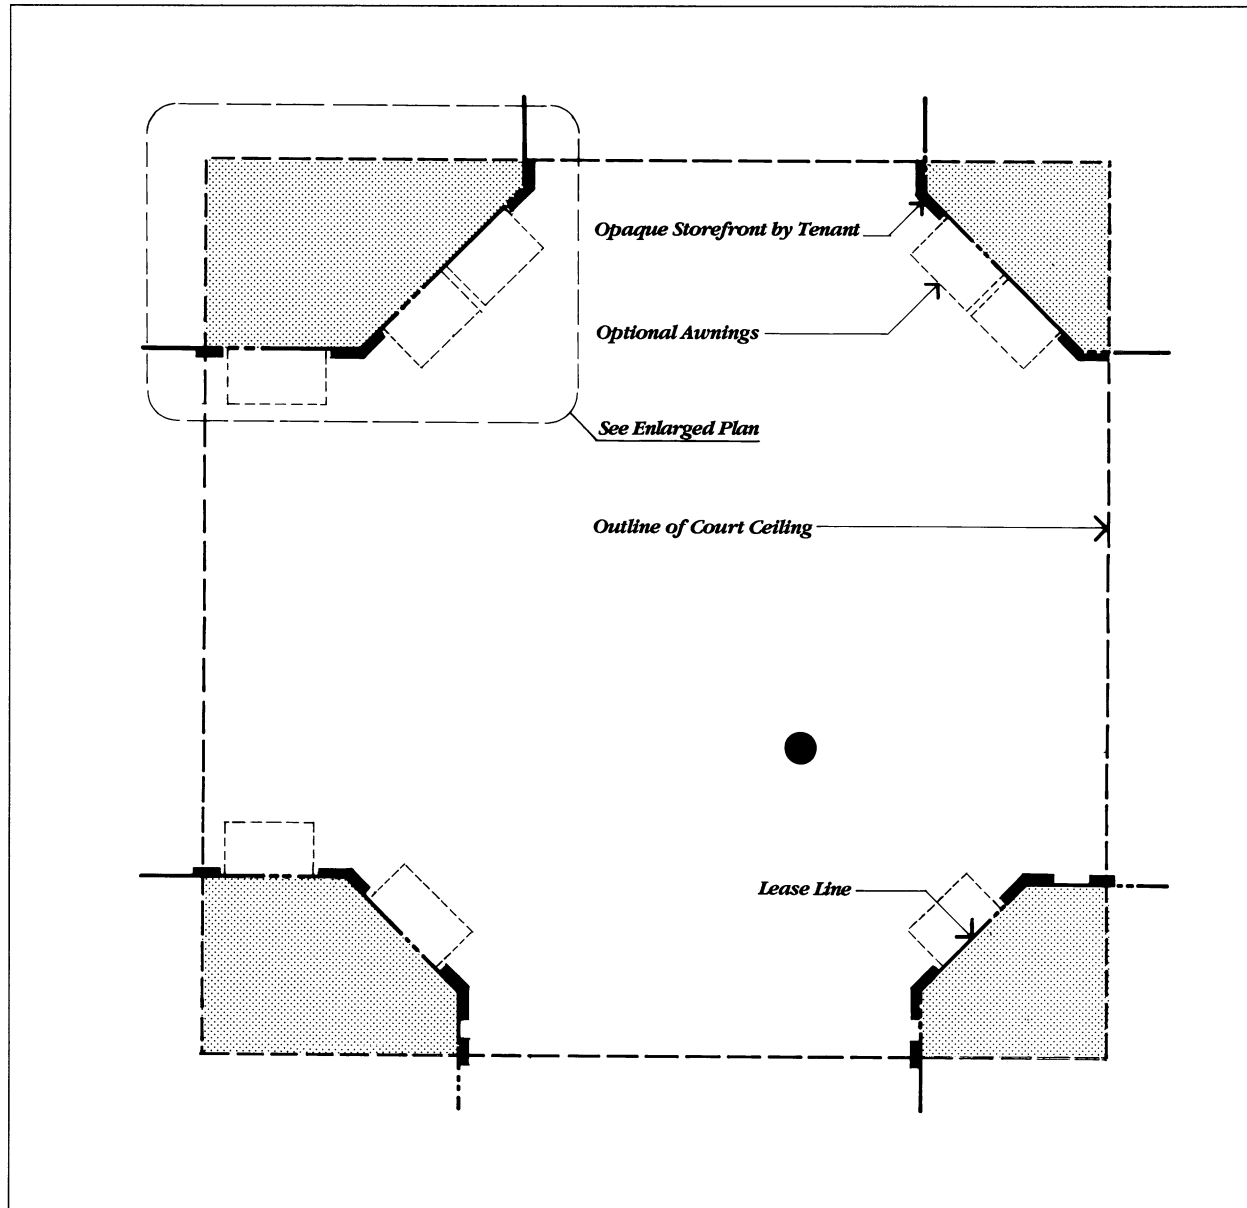 Opaque Storefront by Tenant
Optional Awnings
See Enlarged Plan
Outline of Court Ceiling
Lease Line